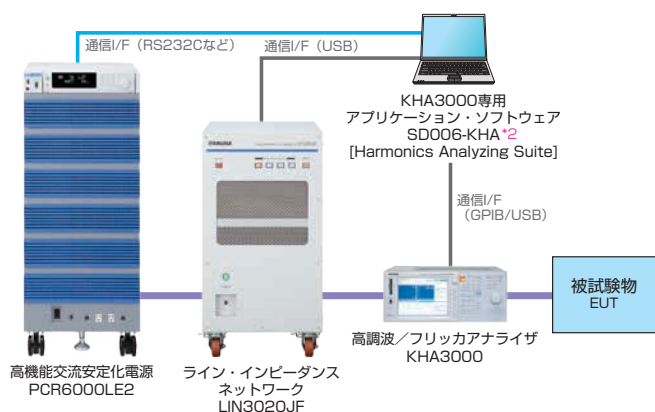 通信I/F（RS232Cなど）
通信I/F（USB）
KHA3000専用
アプリケーション・ソフトウェア
SD006-KHA*2
[Harmonics Analyzing Suite]
通信I/F
（GPIB/USB）
被試験物
EUT
高調波／フリッカアナライザ
KHA3000
高機能交流安定化電源
PCR6000LE2
ライン・インピーダンス
ネットワーク
LIN3020JF